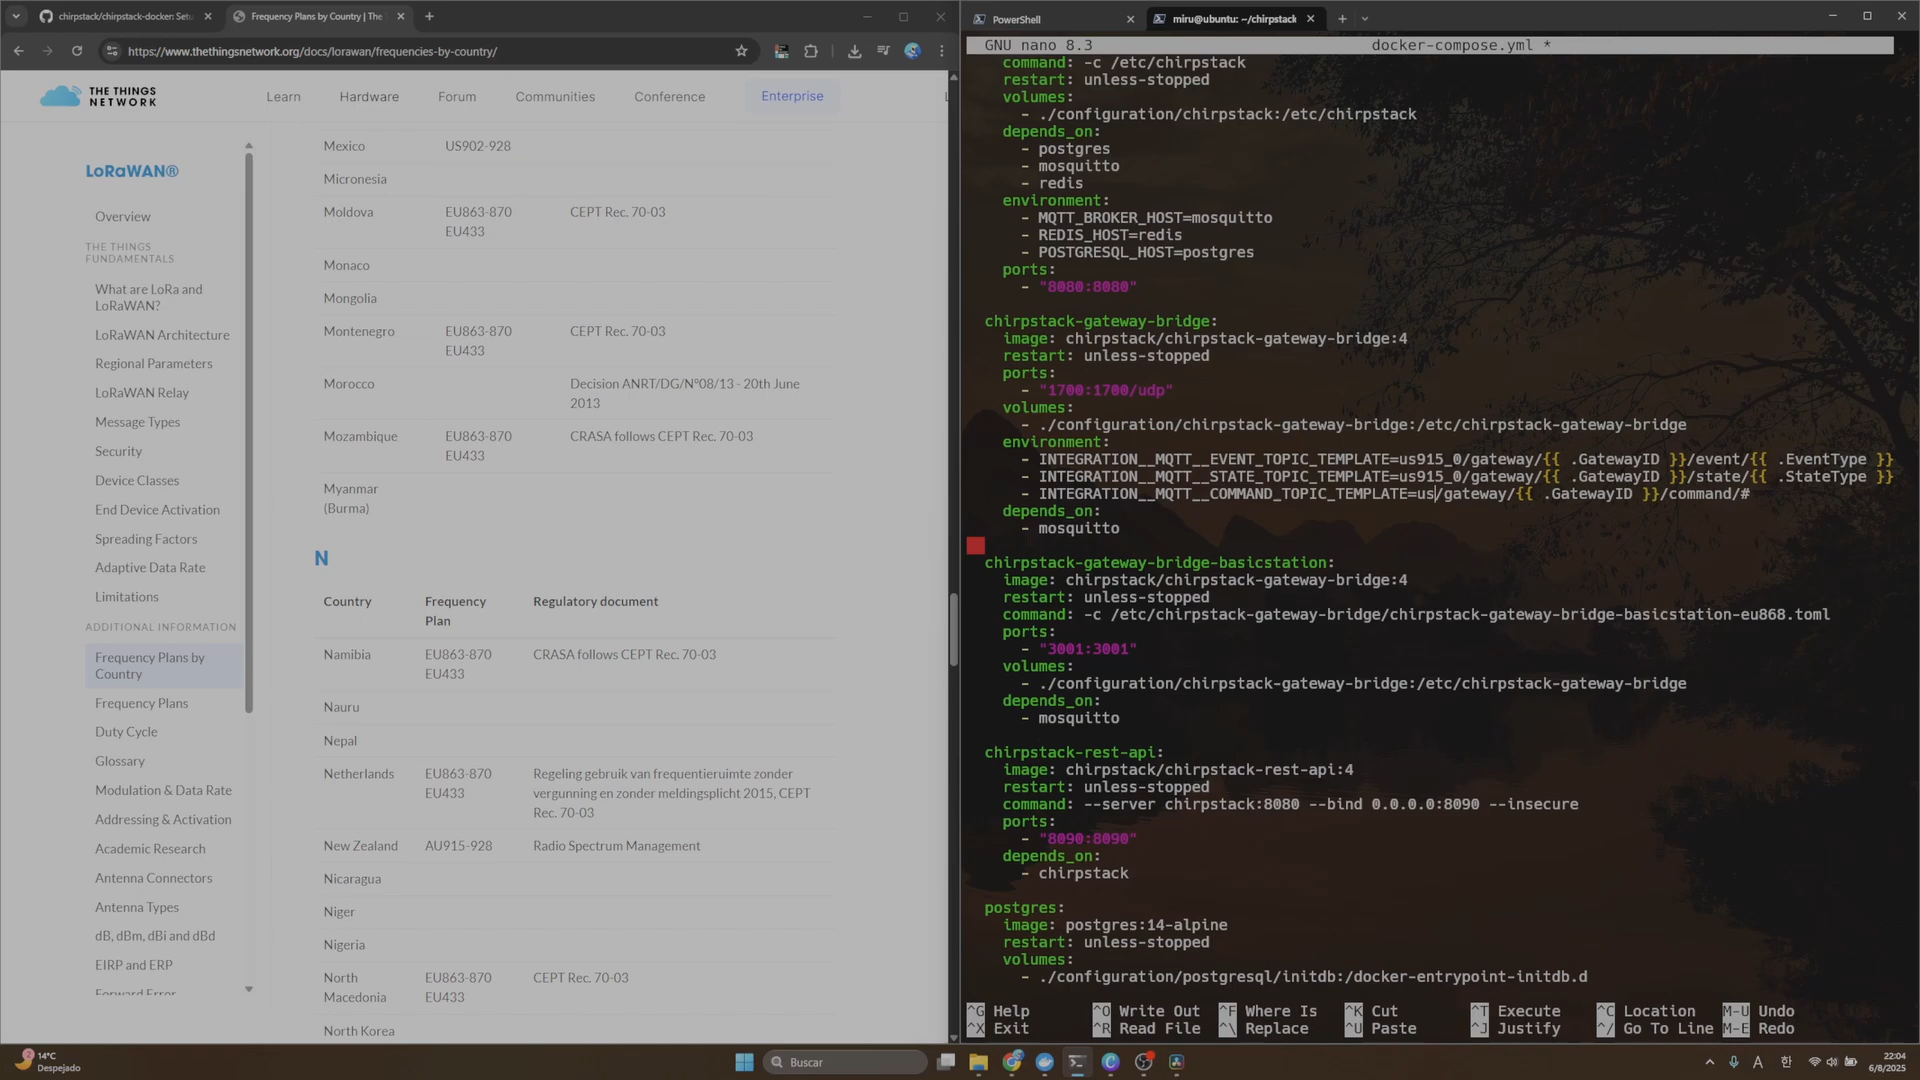 chirpstack/chirpstack-docker: Setu
Frequency Plans by Country | The
https://www.thethingsnetwork.org/docs/lorawan/frequencies-by-country/
THE THINGS
NETWORK
Learn
Hardware
Forum
Communities
Conference
Enterprise
L
LoRaWAN®
Overview
THE THINGS
FUNDAMENTALS
What are LoRa and
LoRaWAN?
LoRaWAN Architecture
Regional Parameters
LoRaWAN Relay
Message Types
Security
Device Classes
End Device Activation
Spreading Factors
Adaptive Data Rate
Limitations
ADDITIONAL INFORMATION
Frequency Plans by
Country
Frequency Plans
Duty Cycle
Glossary
Modulation & Data Rate
Addressing & Activation
Academic Research
Antenna Connectors
Antenna Types
dB, dBm, dBi and dBd
EIRP and ERP
Forward Error
Mexico US902-928
Micronesia
Moldova EU863-870 CEPT Rec. 70-03
EU433
Monaco
Mongolia
Montenegro EU863-870 CEPT Rec. 70-03
EU433
Morocco Decision ANRT/DG/N°08/13 - 20th June
2013
Mozambique EU863-870 CRASA follows CEPT Rec. 70-03
EU433
Myanmar
(Burma)
N
Country Frequency Regulatory document
Plan
Namibia EU863-870 CRASA follows CEPT Rec. 70-03
EU433
Nauru
Nepal
Netherlands EU863-870 Regeling gebruik van frequentieruimte zonder
EU433 vergunning en zonder meldingsplicht 2015, CEPT
Rec. 70-03
New Zealand AU915-928 Radio Spectrum Management
Nicaragua
Niger
Nigeria
North EU863-870 CEPT Rec. 70-03
Macedonia EU433
North Korea
PowerShell
miru@ubuntu: ~/chirpstack
GNU nano 8.3 docker-compose.yml *
command: -c /etc/chirpstack
restart: unless-stopped
volumes:
- ./configuration/chirpstack:/etc/chirpstack
depends_on:
- postgres
- mosquitto
- redis
environment:
- MQTT_BROKER_HOST=mosquitto
- REDIS_HOST=redis
- POSTGRESQL_HOST=postgres
ports:
- "8080:8080"
chirpstack-gateway-bridge:
image: chirpstack/chirpstack-gateway-bridge:4
restart: unless-stopped
ports:
- "1700:1700/udp"
volumes:
- ./configuration/chirpstack-gateway-bridge:/etc/chirpstack-gateway-bridge
environment:
- INTEGRATION__MQTT__EVENT_TOPIC_TEMPLATE=us915_0/gateway/{{ .GatewayID }}/event/{{ .EventType }}
- INTEGRATION__MQTT__STATE_TOPIC_TEMPLATE=us915_0/gateway/{{ .GatewayID }}/state/{{ .StateType }}
- INTEGRATION__MQTT__COMMAND_TOPIC_TEMPLATE=us/gateway/{{ .GatewayID }}/command/#
depends_on:
- mosquitto
chirpstack-gateway-bridge-basicstation:
image: chirpstack/chirpstack-gateway-bridge:4
restart: unless-stopped
command: -c /etc/chirpstack-gateway-bridge/chirpstack-gateway-bridge-basicstation-eu868.toml
ports:
- "3001:3001"
volumes:
- ./configuration/chirpstack-gateway-bridge:/etc/chirpstack-gateway-bridge
depends_on:
- mosquitto
chirpstack-rest-api:
image: chirpstack/chirpstack-rest-api:4
restart: unless-stopped
command: --server chirpstack:8080 --bind 0.0.0.0:8090 --insecure
ports:
- "8090:8090"
depends_on:
- chirpstack
postgres:
image: postgres:14-alpine
restart: unless-stopped
volumes:
- ./configuration/postgresql/initdb:/docker-entrypoint-initdb.d
^G Help ^O Write Out ^F Where Is ^K Cut ^T Execute ^C Location M-U Undo
^X Exit ^R Read File ^\ Replace ^U Paste ^J Justify ^/ Go To Line M-E Redo
14°C
Despejado
Buscar
A
한
22:04
6/8/2025